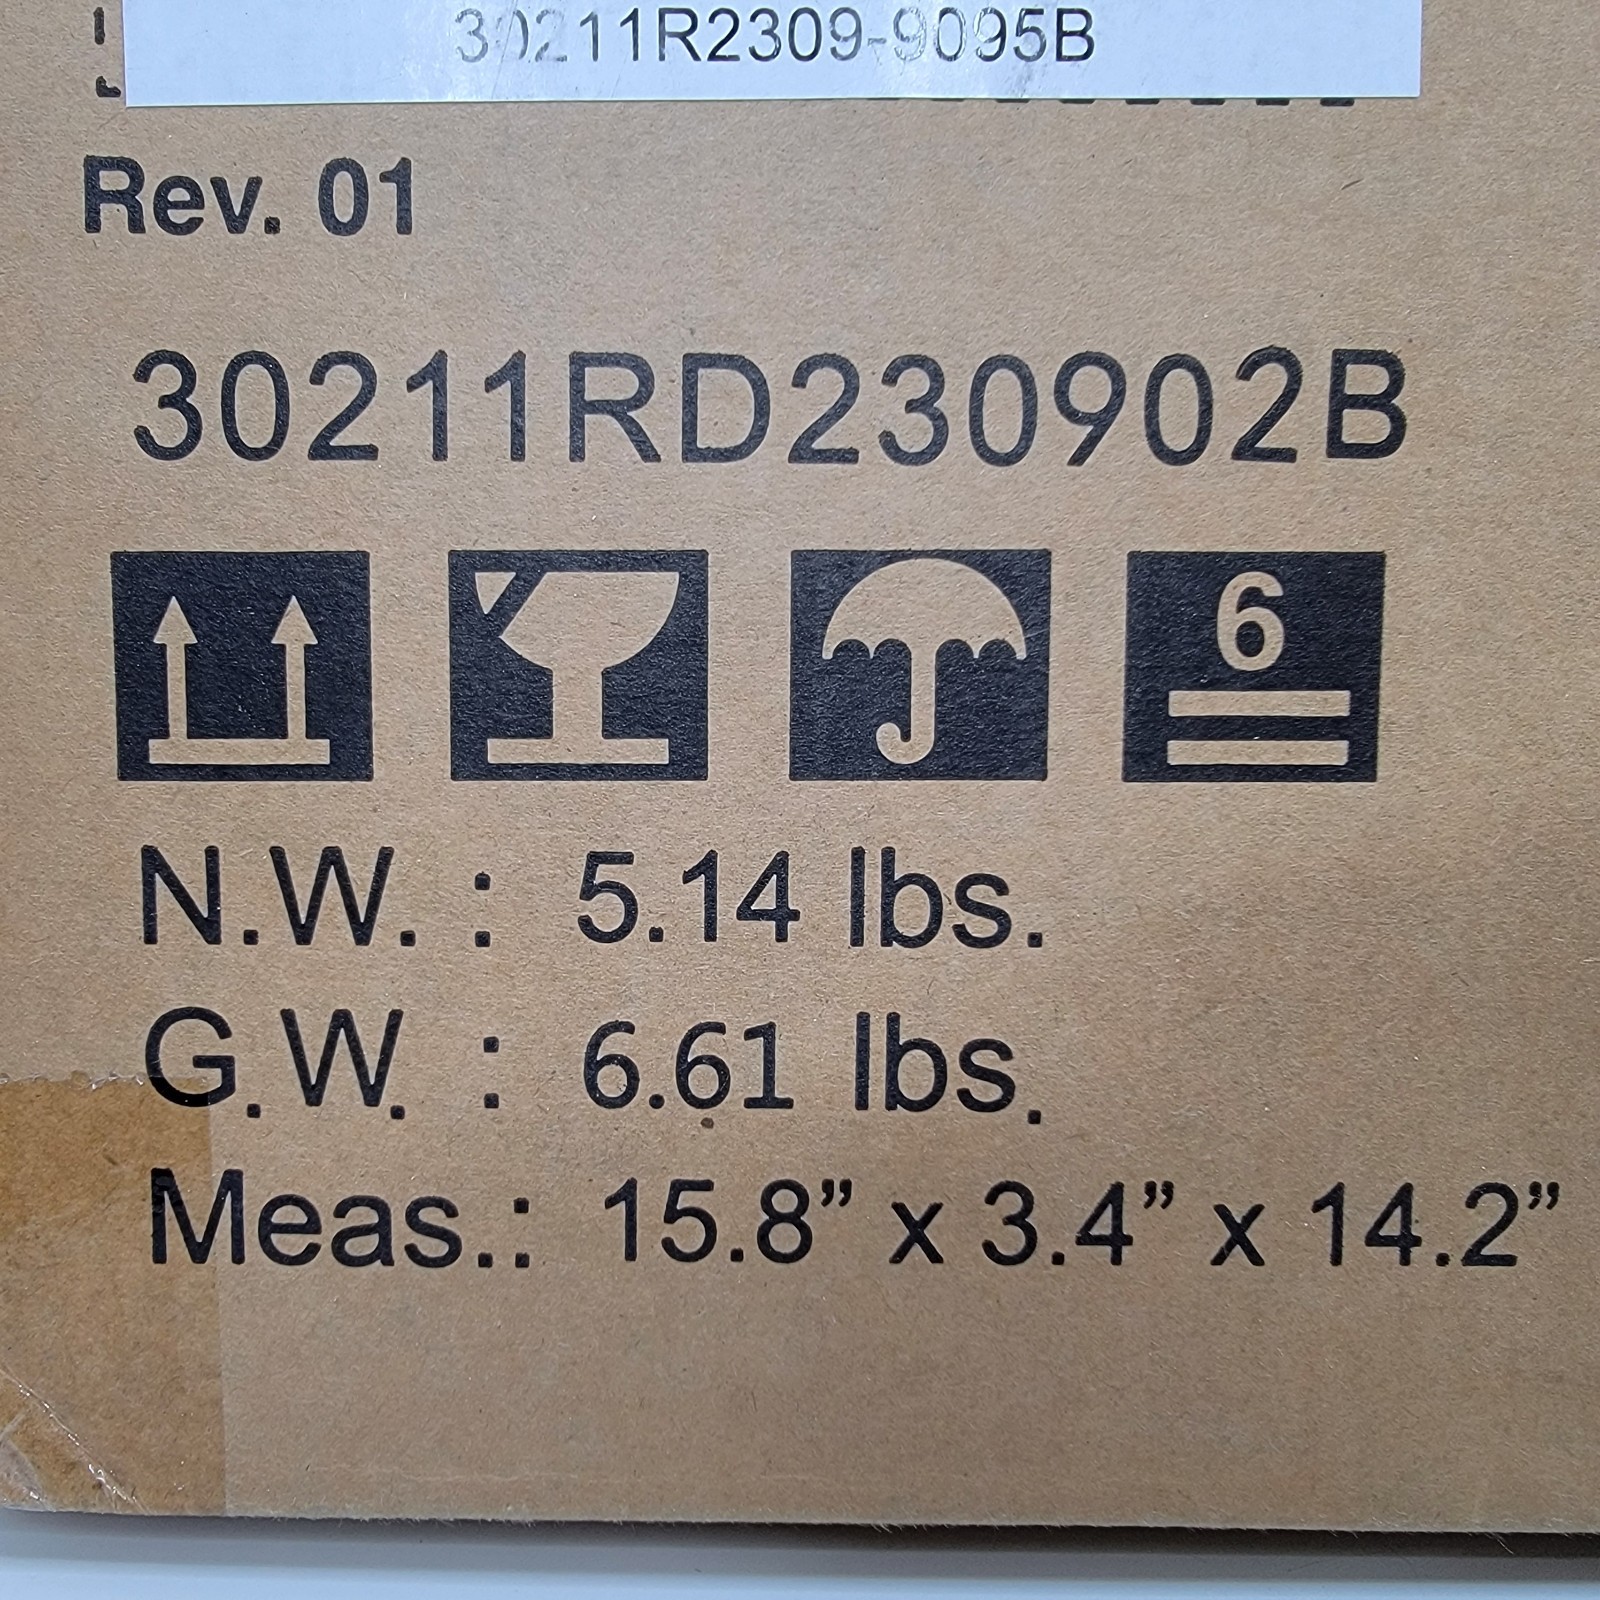 30211R2309-9095B
Rev. 01
30211RD230902B
6
N.W. : 5.14 lbs.
G.W. : 6.61 lbs.
Meas.: 15.8” x 3.4” x 14.2”